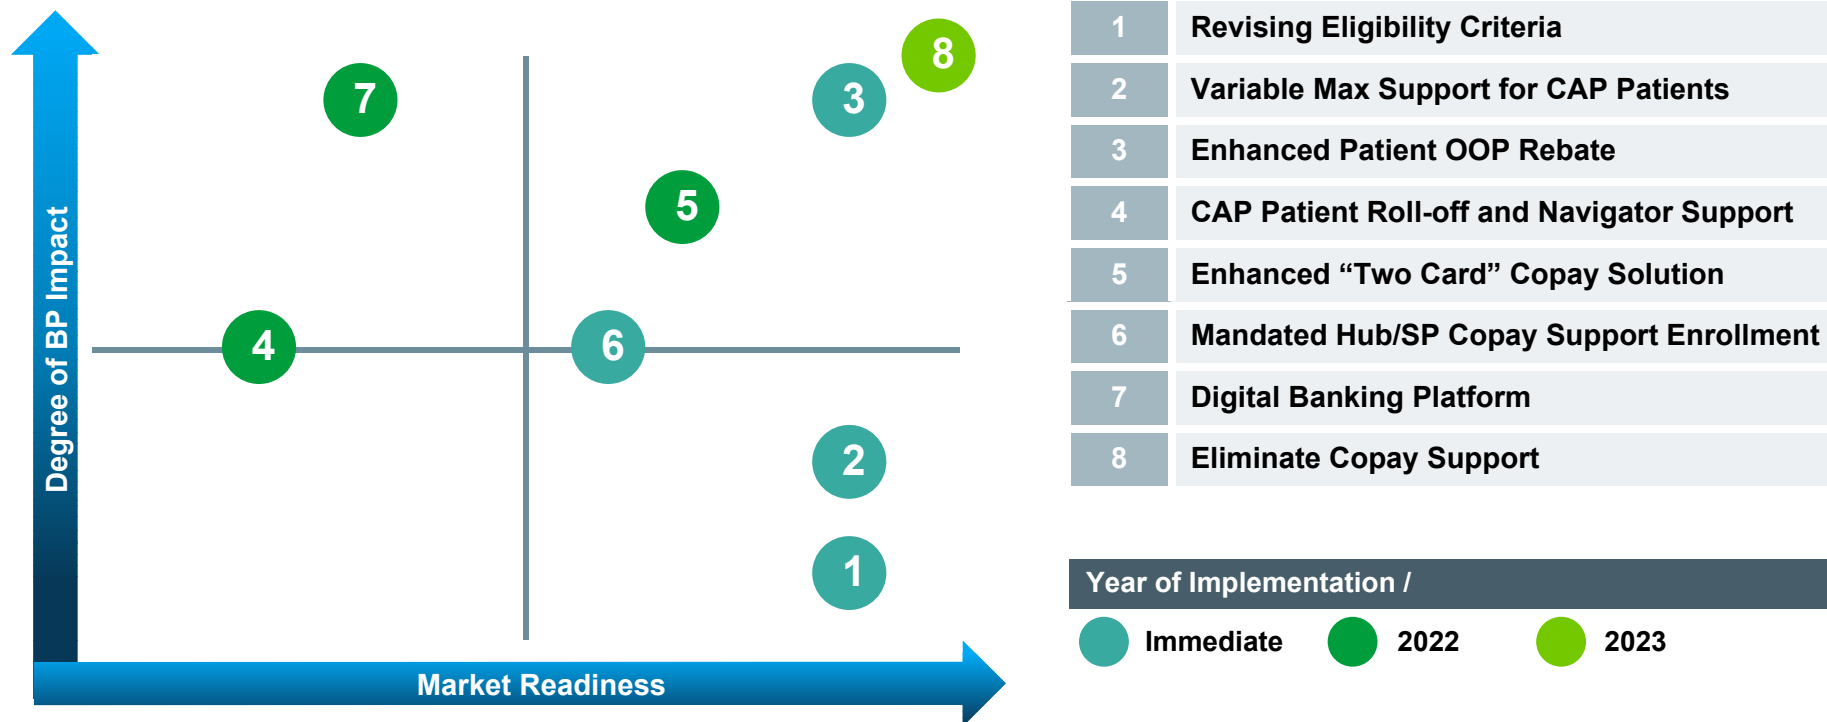 Degree of BP Impact
7
3
8
5
4
6
2
1
Market Readiness
1 Revising Eligibility Criteria
2 Variable Max Support for CAP Patients
3 Enhanced Patient OOP Rebate
4 CAP Patient Roll-off and Navigator Support
5 Enhanced “Two Card” Copay Solution
6 Mandated Hub/SP Copay Support Enrollment
7 Digital Banking Platform
8 Eliminate Copay Support
Year of Implementation /
Immediate 2022 2023